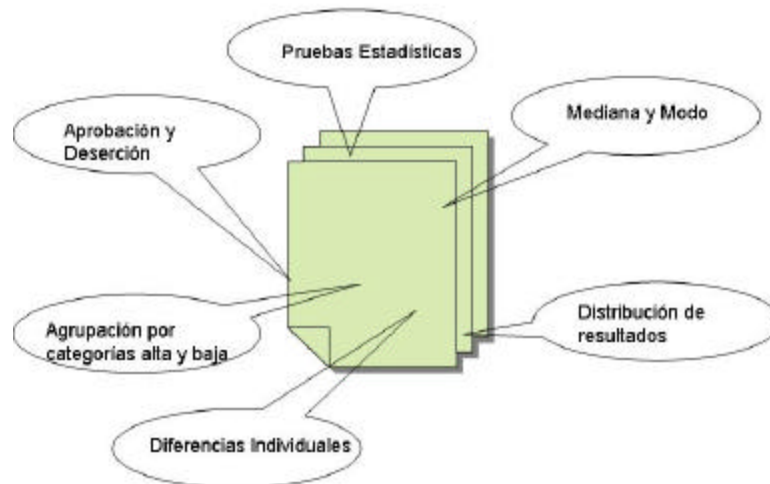 Pruebas Estadísticas
Mediana y Modo
Aprobación y
Deserción
Distribución de
resultados
Agrupación por
categorías alta y baja
Diferencias Individuales